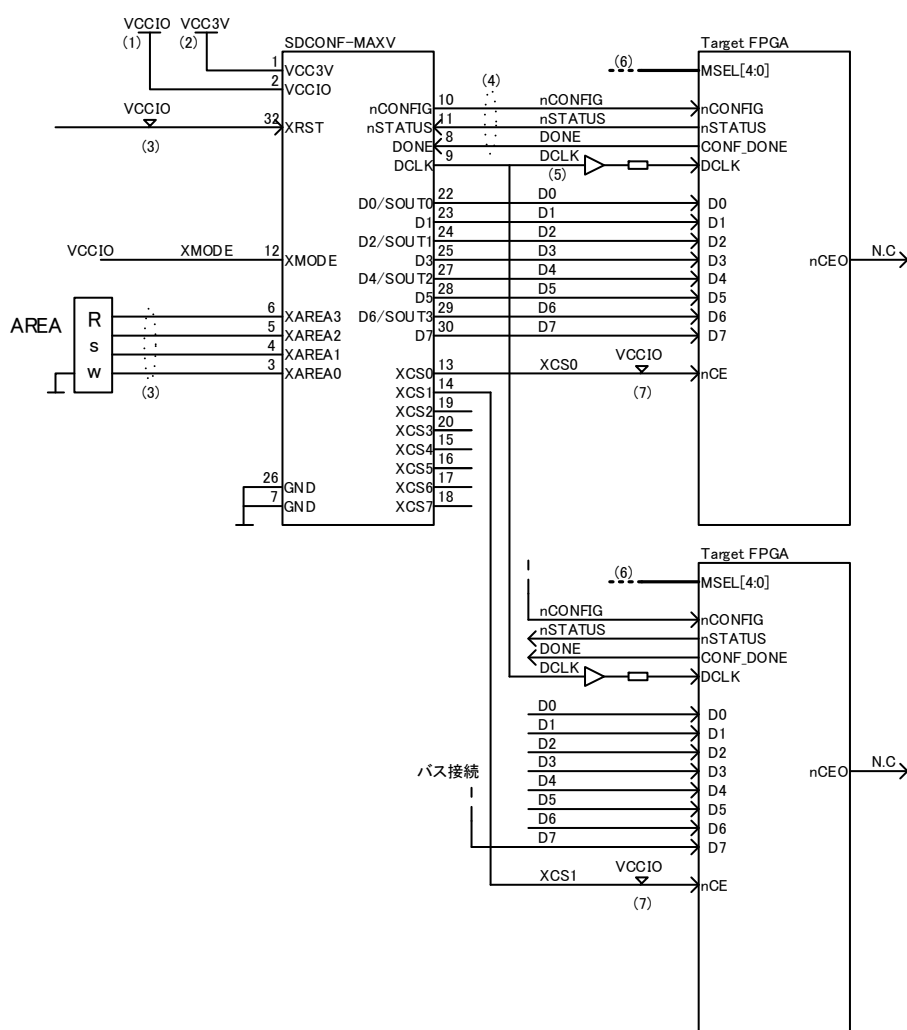 VCCIO VCC3V
(1) (2)
SDCONF-MAXV
1 VCC3V
2 VCCIO
VCCIO
(3)
32 XRST
VCCIO XMODE 12 XMODE
AREA
R
s
w
6 XAREA3
5 XAREA2
4 XAREA1
3 XAREA0
(3)
26 GND
7 GND
(4)
nCONFIG 10 nCONFIG
nSTATUS 11 nSTATUS
DONE 8 DONE
DCLK 9 DCLK
(5)
D0/SOUT0 22 D0
D1 23 D1
D2/SOUT1 24 D2
D3 25 D3
D4/SOUT2 27 D4
D5 28 D5
D6/SOUT3 29 D6
D7 30 D7
XCS0 13 XCS0
XCS1 14
XCS2 19
XCS3 20
XCS4 15
XCS5 16
XCS6 17
XCS7 18
VCCIO
(7)
Target FPGA
(6) MSEL[4:0]
nCONFIG
nSTATUS
CONF_DONE
DCLK
D0
D1
D2
D3
D4
D5
D6
D7
nCE
nCEO N.C
Target FPGA
(6) MSEL[4:0]
nCONFIG nCONFIG
nSTATUS nSTATUS
DONE CONF_DONE
DCLK DCLK
D0 D0
D1 D1
D2 D2
D3 D3
D4 D4
D5 D5
D6 D6
D7 D7
バス接続
nCEO N.C
XCS1 VCCIO nCE
(7)